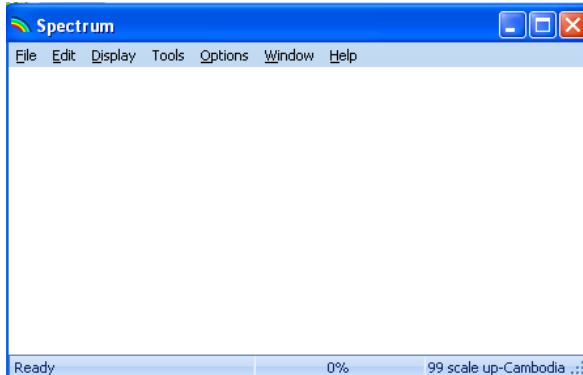 Spectrum
File Edit Display Tools Options Window Help
Ready 0% 99 scale up-Cambodia